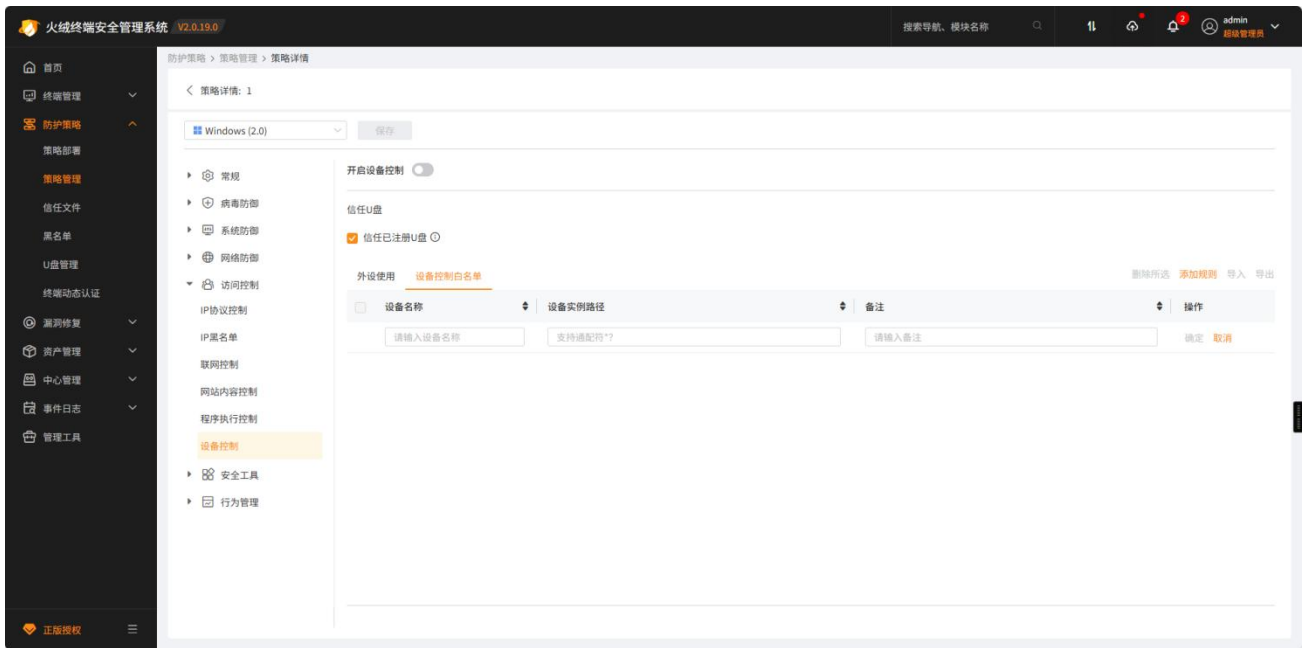 火绒终端安全管理系统 V2.0.19.0
搜索导航、模块名称
2
admin
超级管理员
首页
终端管理
防护策略
策略部署
策略管理
信任文件
黑名单
U盘管理
终端动态认证
漏洞修复
资产管理
中心管理
事件日志
管理工具
正版授权
防护策略 > 策略管理 > 策略详情
策略详情: 1
Windows (2.0)
保存
常规
病毒防御
系统防御
网络防御
访问控制
IP协议控制
IP黑名单
联网控制
网站内容控制
程序执行控制
设备控制
安全工具
行为管理
开启设备控制
信任U盘
信任已注册U盘
外设使用 设备控制白名单
删除所选 添加规则 导入 导出
设备名称 设备实例路径 备注 操作
请输入设备名称 支持通配符*? 请输入备注 确定 取消